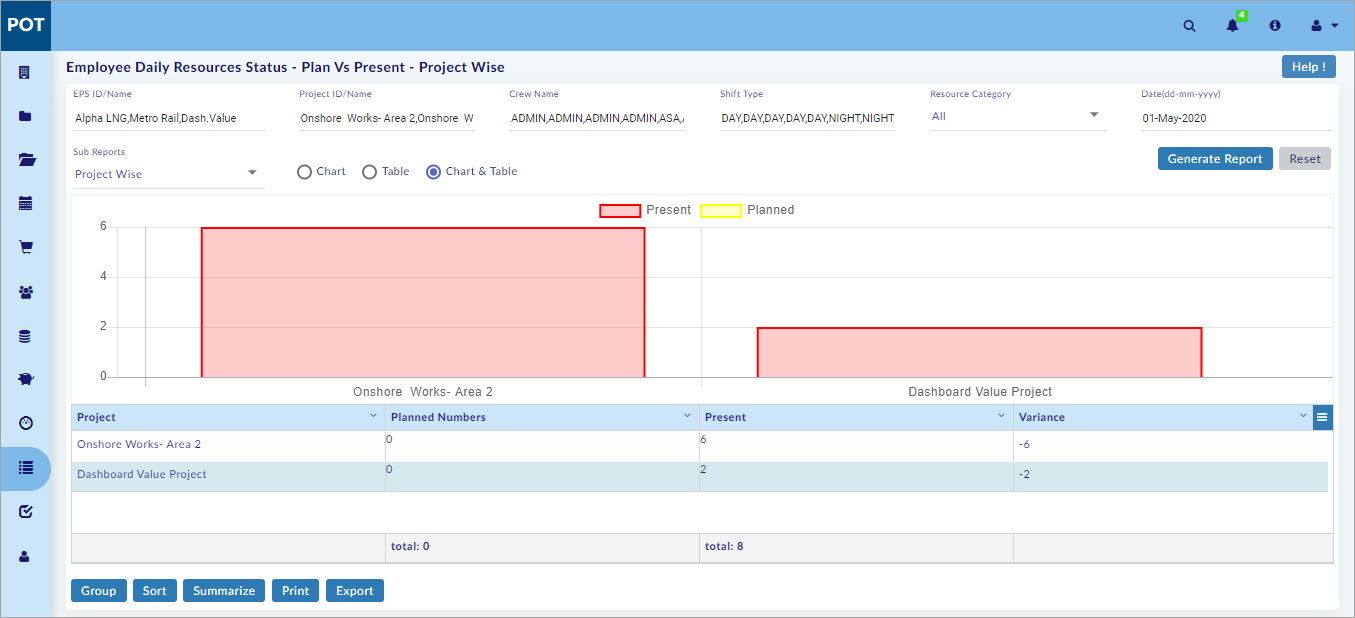 POT
4
Employee Daily Resources Status - Plan Vs Present - Project Wise
Help !
EPS ID/Name Project ID/Name Crew Name Shift Type Resource Category Date(dd-mm-yyyy)
Alpha LNG,Metro Rail,Dash.Value Onshore Works- Area 2,Onshore W ADMIN,ADMIN,ADMIN,ADMIN,ASA, DAY,DAY,DAY,DAY,DAY,NIGHT,NIGHT All 01-May-2020
Sub Reports
Project Wise Chart Table Chart & Table Generate Report Reset
Present Planned
6
4
2
0
Onshore Works- Area 2 Dashboard Value Project
Project Planned Numbers Present Variance
Onshore Works- Area 2 0 6 -6
Dashboard Value Project 0 2 -2
total: 0 total: 8
Group Sort Summarize Print Export